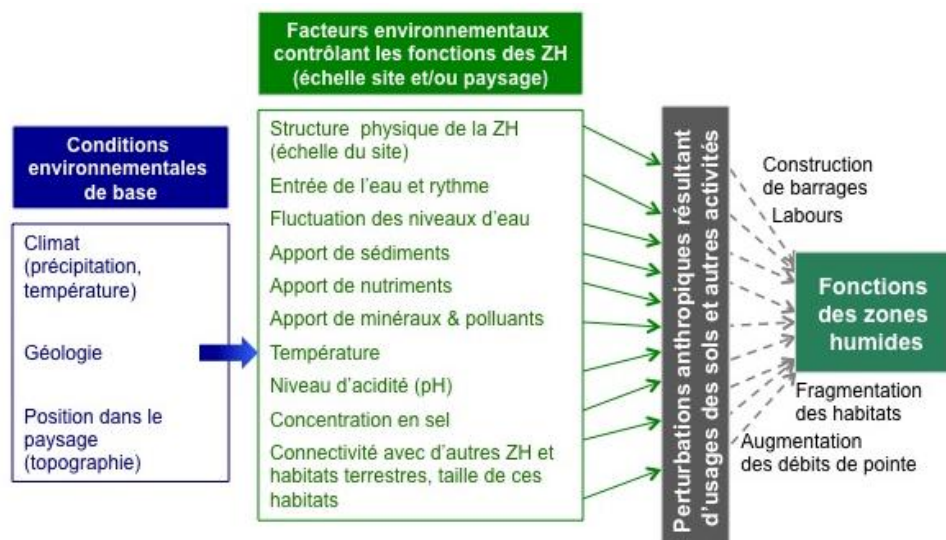 Facteurs environnementaux
contrôlant les fonctions des ZH
(échelle site et/ou paysage)
Conditions
environnementales
de base
Climat
(précipitation,
température)
Géologie
Position dans le
paysage
(topographie)
Structure physique de la ZH
(échelle du site)
Entrée de l'eau et rythme
Fluctuation des niveaux d'eau
Apport de sédiments
Apport de nutriments
Apport de minéraux & polluants
Température
Niveau d'acidité (pH)
Concentration en sel
Connectivité avec d'autres ZH et
habitats terrestres, taille de ces
habitats
Perturbations anthropiques résultant
d'usages des sols et autres activités
Construction
de barrages
Labours
Fonctions
des zones
humides
Fragmentation
des habitats
Augmentation
des débits de pointe